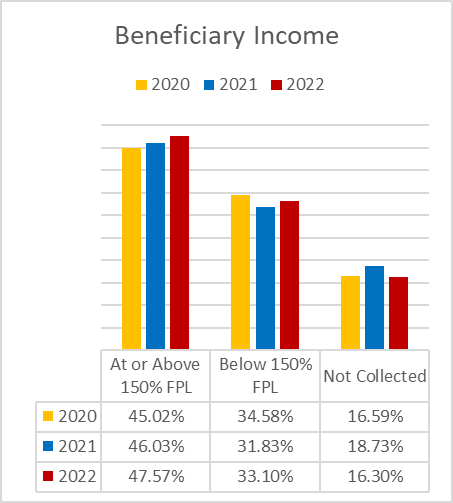 Beneficiary Income
2020 2021 2022
At or Above 150% FPL Below 150% FPL Not Collected
2020 45.02% 34.58% 16.59%
2021 46.03% 31.83% 18.73%
2022 47.57% 33.10% 16.30%